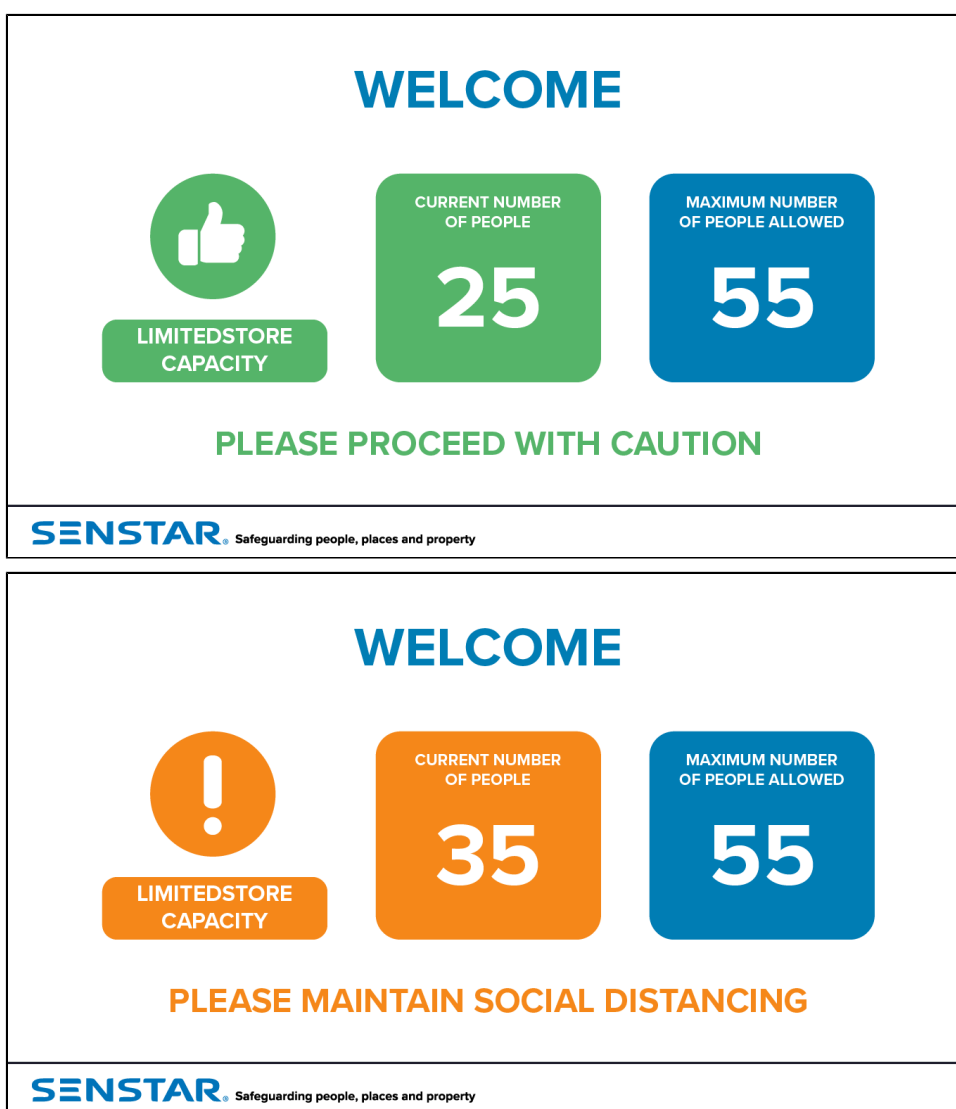 WELCOME
LIMITEDSTORE
CAPACITY
CURRENT NUMBER
OF PEOPLE
25
MAXIMUM NUMBER
OF PEOPLE ALLOWED
55
PLEASE PROCEED WITH CAUTION
SENSTAR® Safeguarding people, places and property
WELCOME
LIMITEDSTORE
CAPACITY
CURRENT NUMBER
OF PEOPLE
35
MAXIMUM NUMBER
OF PEOPLE ALLOWED
55
PLEASE MAINTAIN SOCIAL DISTANCING
SENSTAR® Safeguarding people, places and property